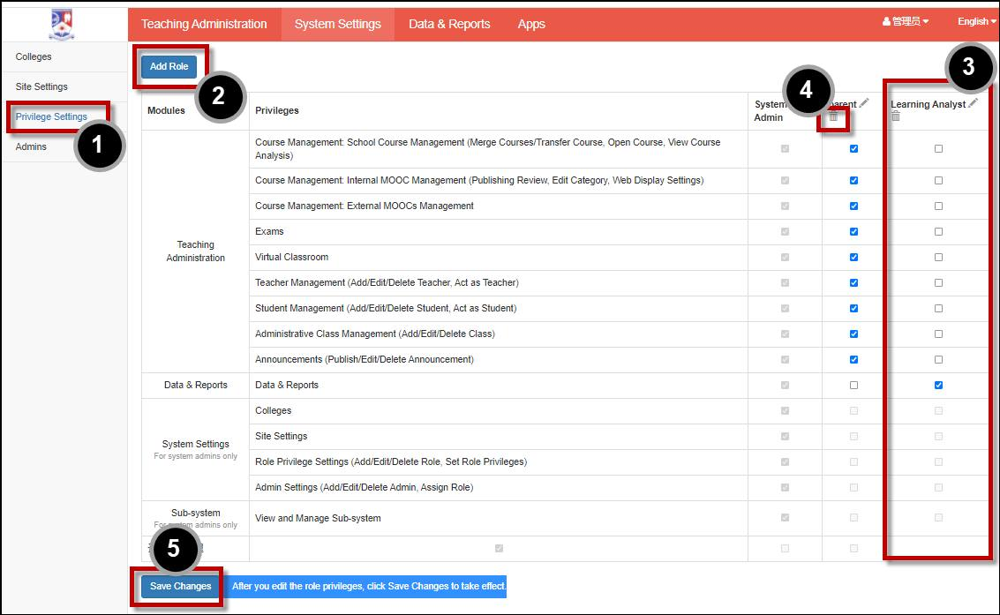 Teaching Administration
System Settings
Data & Reports
Apps
管理员
English
Colleges
Site Settings
Privilege Settings
Admins
1
Add Role
2
3
4
Modules
Privileges
System
Admin
Learning Analyst
Teaching
Administration
Course Management: School Course Management (Merge Courses/Transfer Course, Open Course, View Course
Analysis)
Course Management: Internal MOOC Management (Publishing Review, Edit Category, Web Display Settings)
Course Management: External MOOCs Management
Exams
Virtual Classroom
Teacher Management (Add/Edit/Delete Teacher, Act as Teacher)
Student Management (Add/Edit/Delete Student, Act as Student)
Administrative Class Management (Add/Edit/Delete Class)
Announcements (Publish/Edit/Delete Announcement)
Data & Reports
Data & Reports
System Settings
For system admins only
Colleges
Site Settings
Role Privilege Settings (Add/Edit/Delete Role, Set Role Privileges)
Admin Settings (Add/Edit/Delete Admin, Assign Role)
Sub-system
For system admins only
View and Manage Sub-system
5
Save Changes
After you edit the role privileges, click Save Changes to take effect.